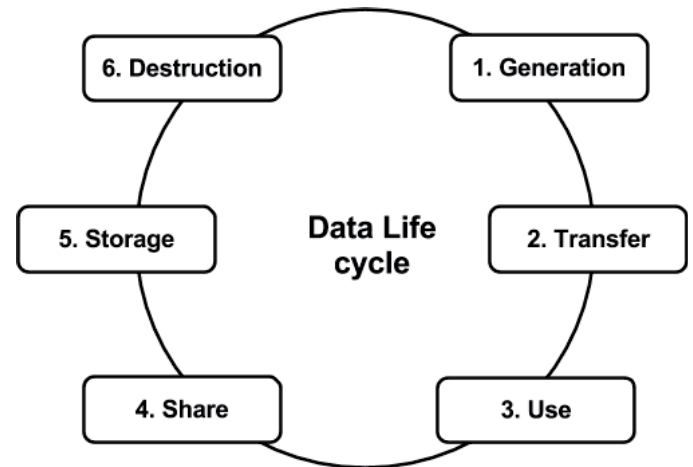 6. Destruction
1. Generation
5. Storage
Data Life
cycle
2. Transfer
4. Share
3. Use